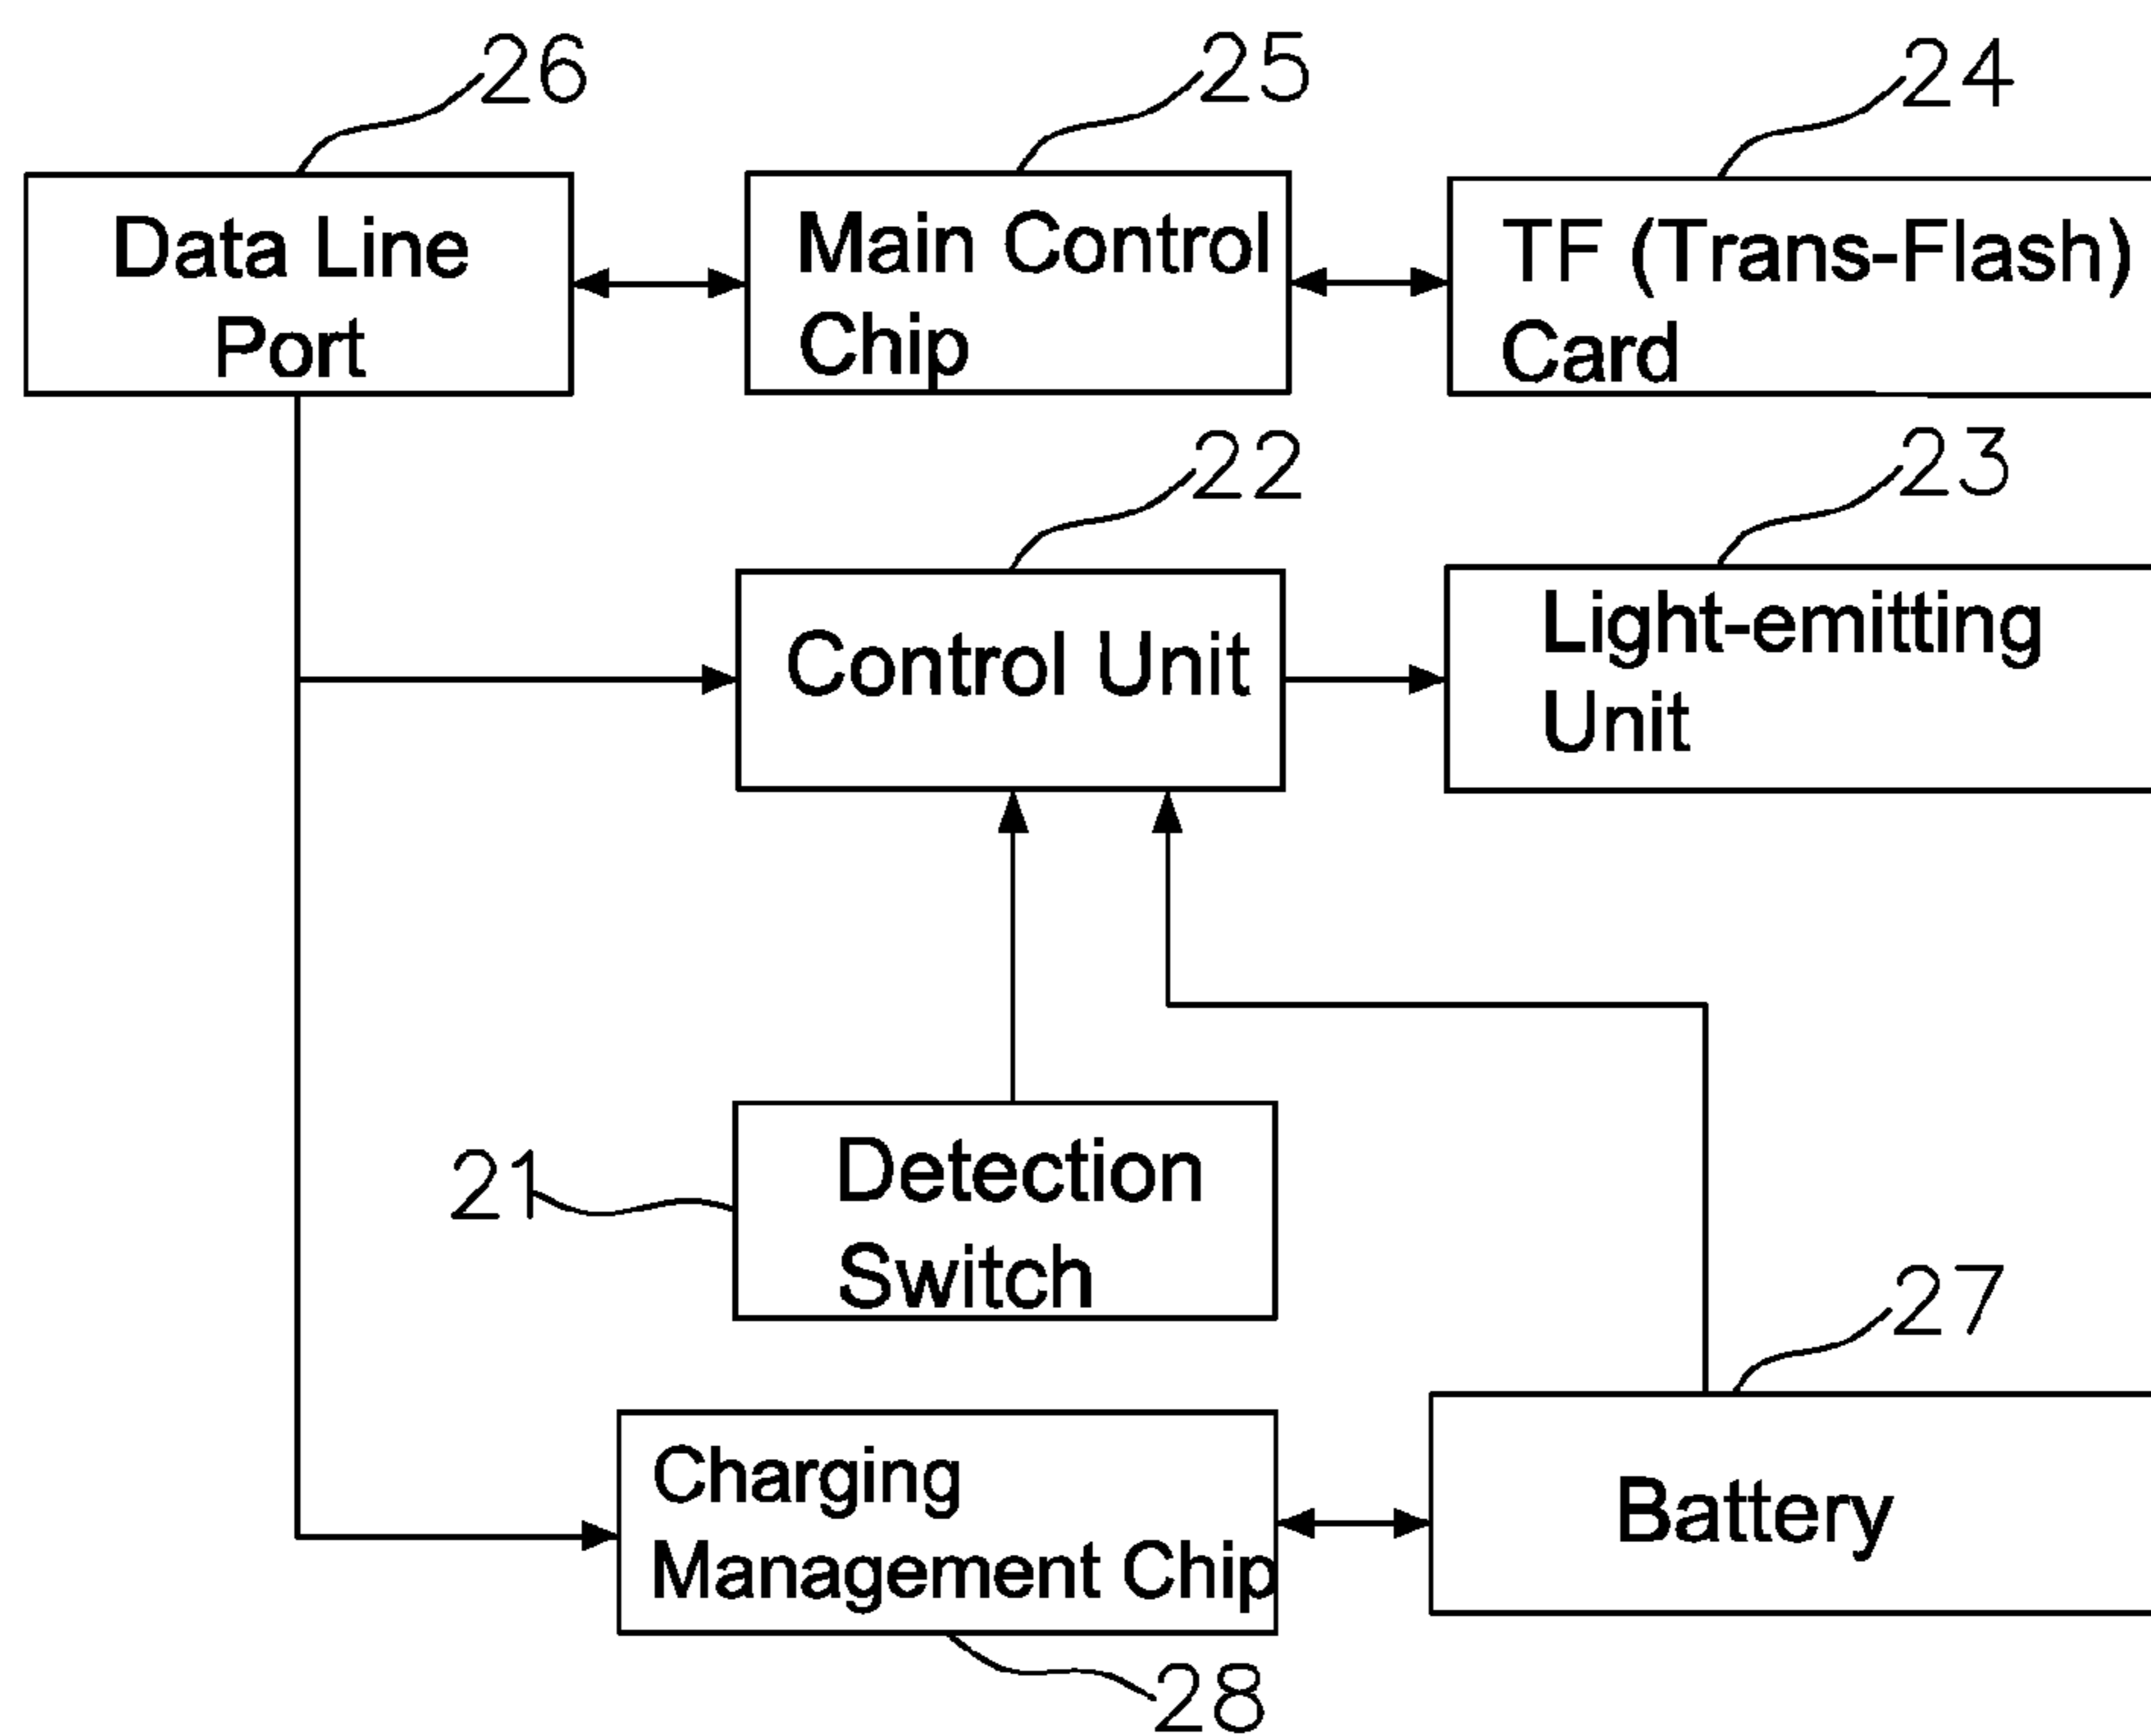 26
25
24
Data Line
Port
Main Control
Chip
TF (Trans-Flash)
Card
22
23
Control Unit
Light-emitting
Unit
21
Detection
Switch
27
Charging
Management Chip
Battery
28